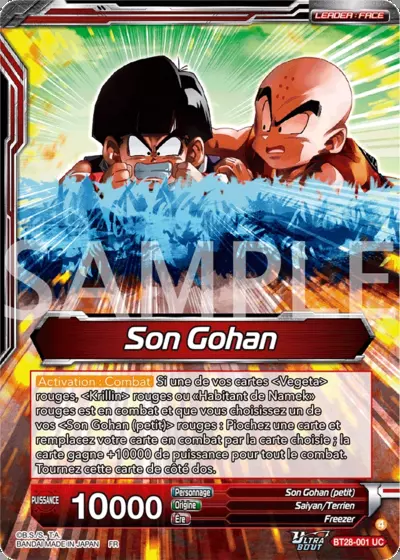 LEADER : FACE
SAMPLE
Son Gohan
Activation : Combat Si une de vos cartes <Vegeta>
rouges, <Krillin> rouges ou «Habitant de Namek»
rouges est en combat et que vous choisissez un de
vos <Son Gohan (petit)> rouges : Piochez une carte et
remplacez votre carte en combat par la carte choisie ; la
carte gagne +10000 de puissance pour tout le combat.
Tournez cette carte de côté dos.
4
PUISSANCE
10000
Personnage
Son Gohan (petit)
Origine
Saiyan/Terrien
Ère
Freezer
©B.S./S., T.A.
BANDAI MADE IN JAPAN FR
ULTRA
BOUT
BT28-001 UC